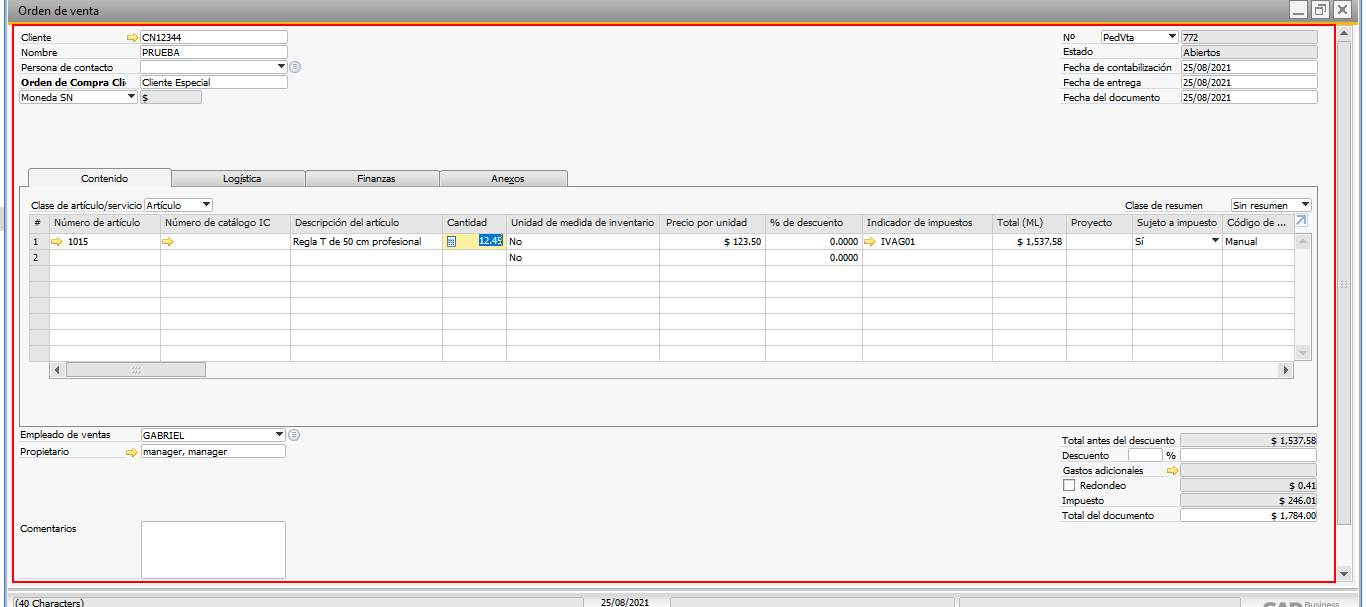 Orden de venta
Cliente CN12344 Nº PedVta 772
Nombre PRUEBA Estado Abiertos
Persona de contacto Fecha de contabilización 25/08/2021
Orden de Compra Cli Cliente Especial Fecha de entrega 25/08/2021
Moneda SN $ Fecha del documento 25/08/2021
Contenido Logística Finanzas Anexos
Clase de artículo/servicio Artículo Clase de resumen Sin resumen
# Número de artículo Número de catálogo IC Descripción del artículo Cantidad Unidad de medida de inventario Precio por unidad % de descuento Indicador de impuestos Total (ML) Proyecto Sujeto a impuesto Código de ...
1 1015 Regla T de 50 cm profesional 12.45 No $ 123.50 0.0000 IVAG01 $ 1,537.58 Sí Manual
2 No 0.0000
Empleado de ventas GABRIEL Total antes del descuento $ 1,537.58
Propietario manager, manager Descuento %
Gastos adicionales
Redondeo $ 0.41
Impuesto $ 246.01
Total del documento $ 1,784.00
Comentarios
(40 Characters) 25/08/2021 Business